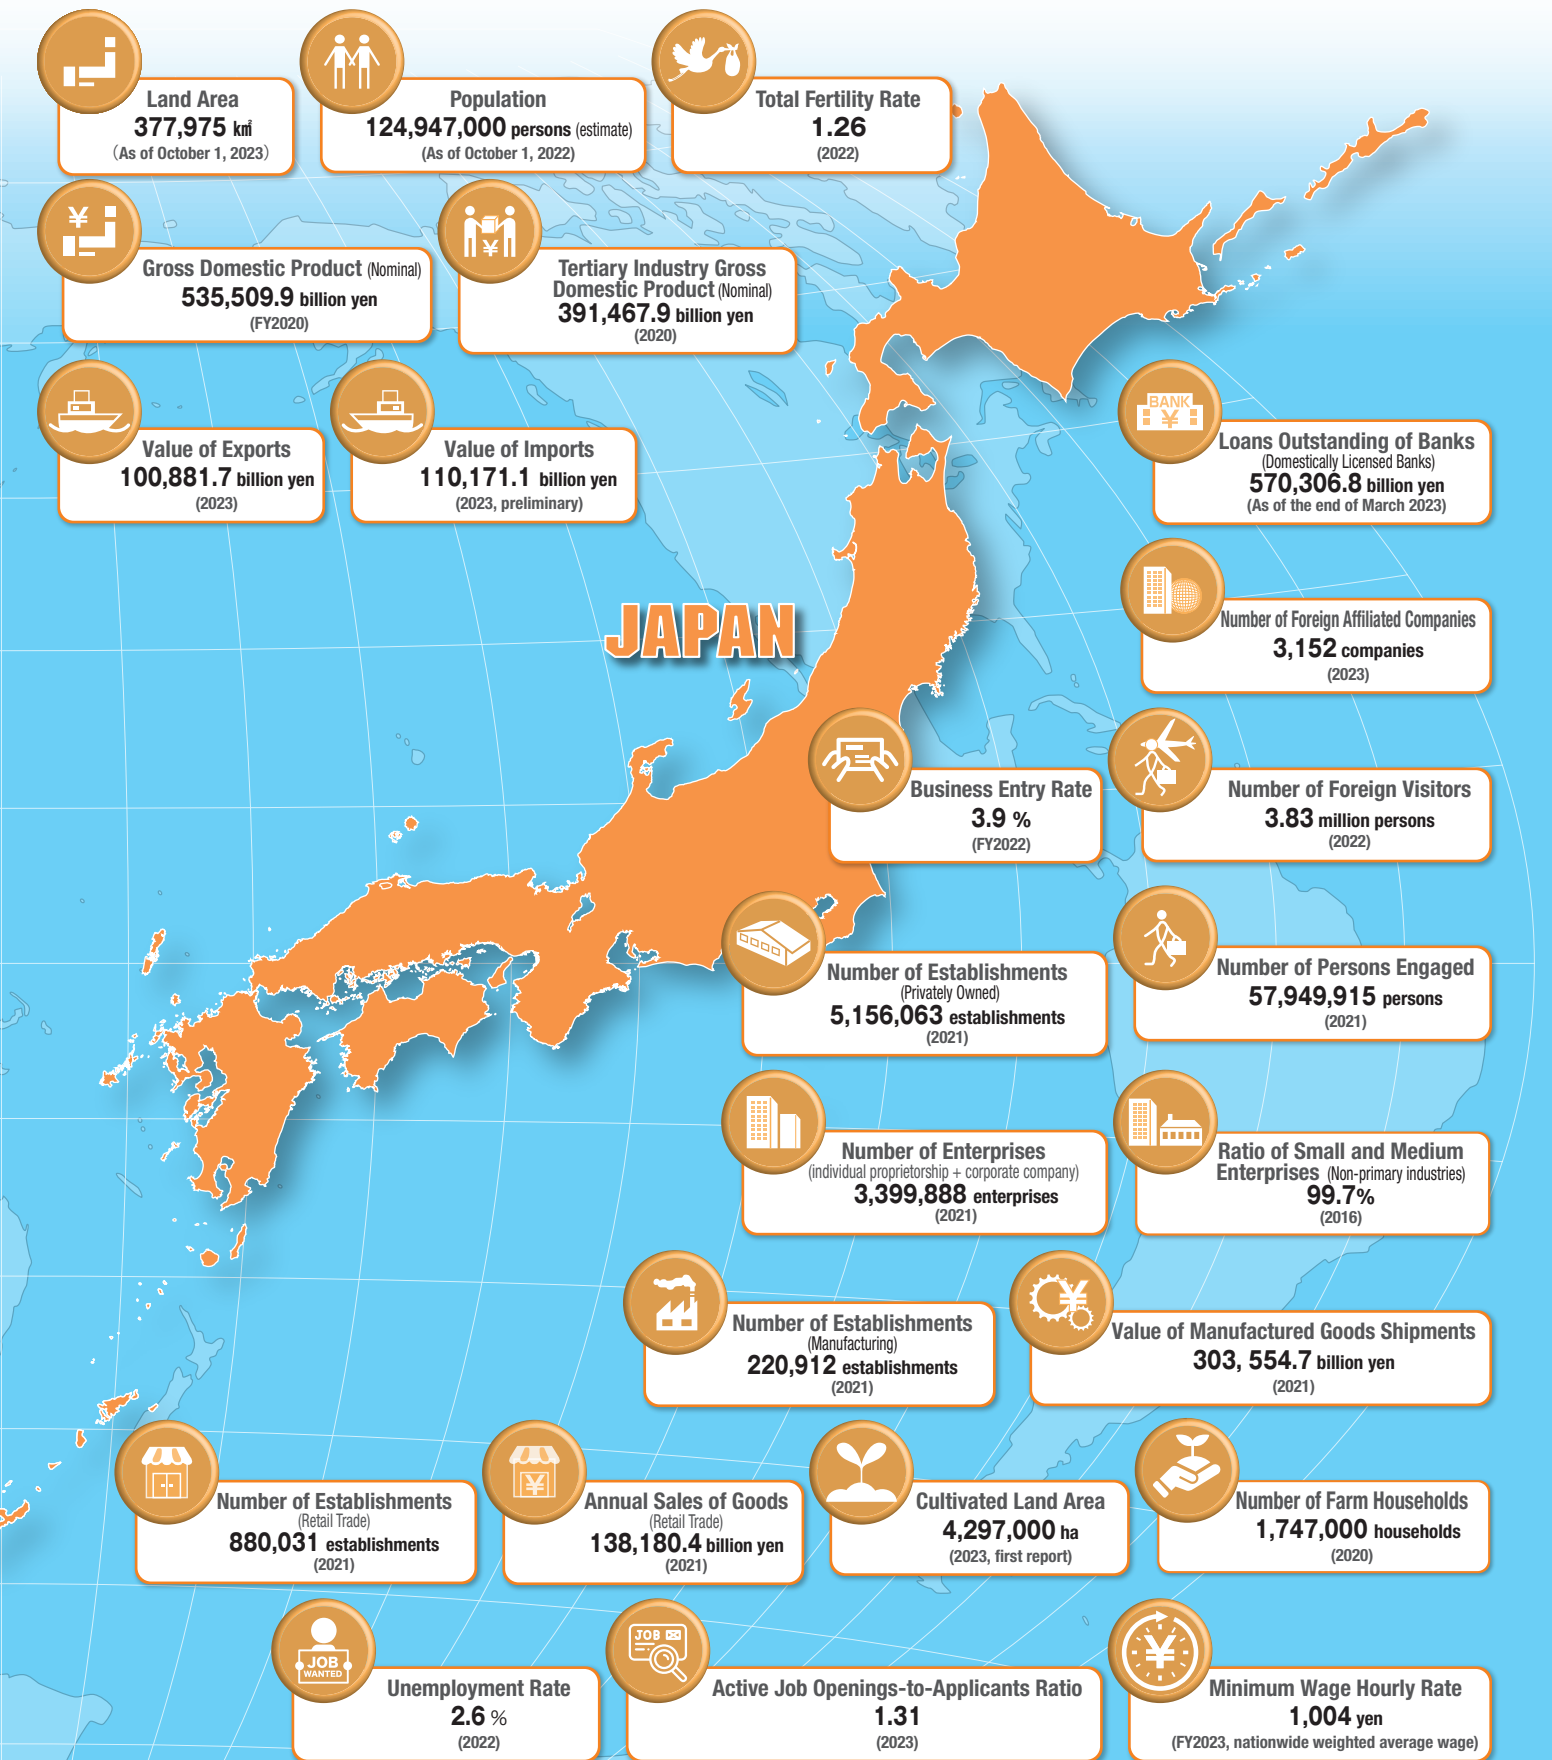 Land Area
377,975 k㎡
(As of October 1, 2023)
Population
124,947,000 persons (estimate)
(As of October 1, 2022)
Total Fertility Rate
1.26
(2022)
¥
Gross Domestic Product (Nominal)
535,509.9 billion yen
(FY2020)
¥
Tertiary Industry Gross
Domestic Product (Nominal)
391,467.9 billion yen
(2020)
Value of Exports
100,881.7 billion yen
(2023)
Value of Imports
110,171.1 billion yen
(2023, preliminary)
BANK
¥
Loans Outstanding of Banks
(Domestically Licensed Banks)
570,306.8 billion yen
(As of the end of March 2023)
Number of Foreign Affiliated Companies
3,152 companies
(2023)
JAPAN
Business Entry Rate
3.9 %
(FY2022)
Number of Foreign Visitors
3.83 million persons
(2022)
Number of Establishments
(Privately Owned)
5,156,063 establishments
(2021)
Number of Persons Engaged
57,949,915 persons
(2021)
Number of Enterprises
(individual proprietorship + corporate company)
3,399,888 enterprises
(2021)
Ratio of Small and Medium
Enterprises (Non-primary industries)
99.7%
(2016)
Number of Establishments
(Manufacturing)
220,912 establishments
(2021)
¥
Value of Manufactured Goods Shipments
303, 554.7 billion yen
(2021)
Number of Establishments
(Retail Trade)
880,031 establishments
(2021)
¥
Annual Sales of Goods
(Retail Trade)
138,180.4 billion yen
(2021)
Cultivated Land Area
4,297,000 ha
(2023, first report)
Number of Farm Households
1,747,000 households
(2020)
JOB
WANTED
Unemployment Rate
2.6 %
(2022)
JOB
Active Job Openings-to-Applicants Ratio
1.31
(2023)
¥
Minimum Wage Hourly Rate
1,004 yen
(FY2023, nationwide weighted average wage)